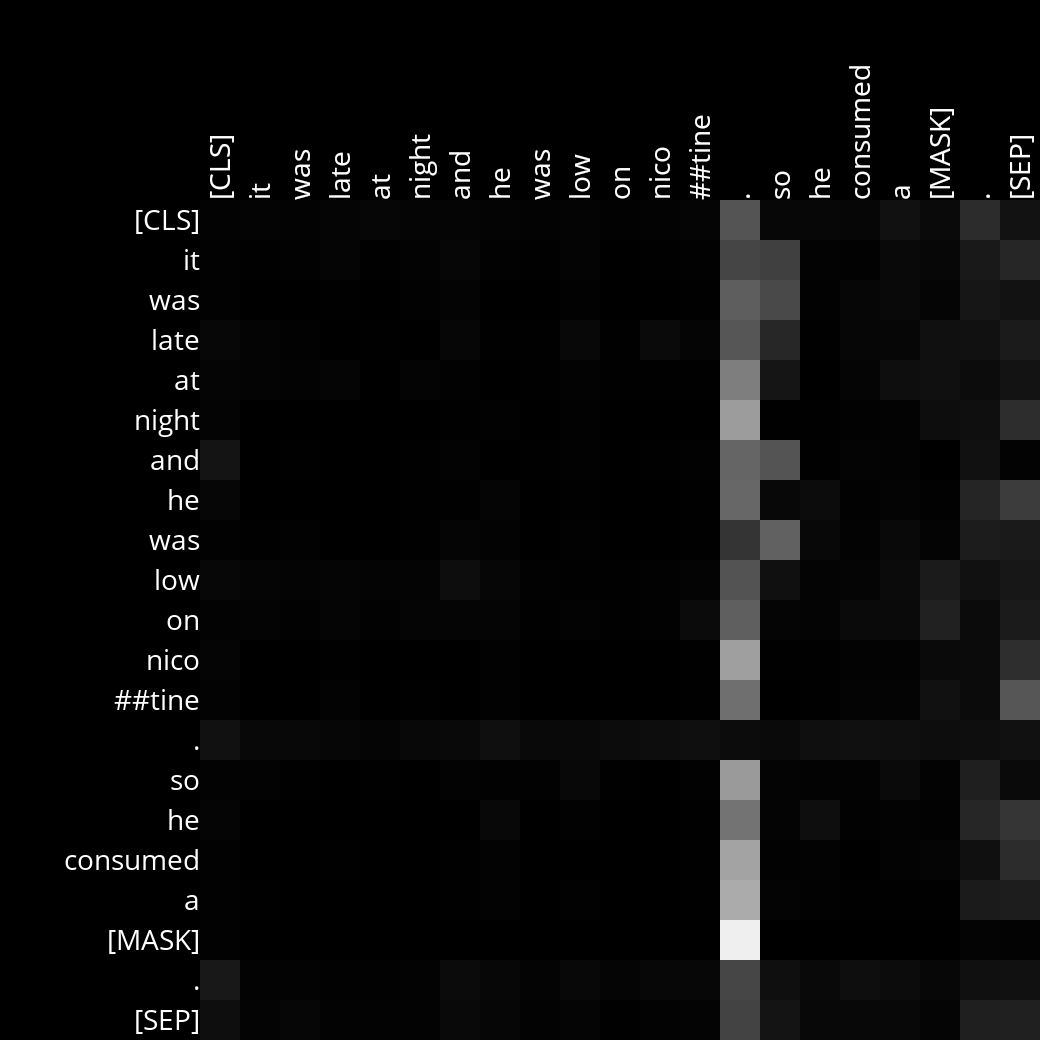 [CLS] it was late at night and he was low on nico ##tine . so he consumed a [MASK] . [SEP]
[CLS]
it
was
late
at
night
and
he
was
low
on
nico
##tine
.
so
he
consumed
a
[MASK]
.
[SEP]